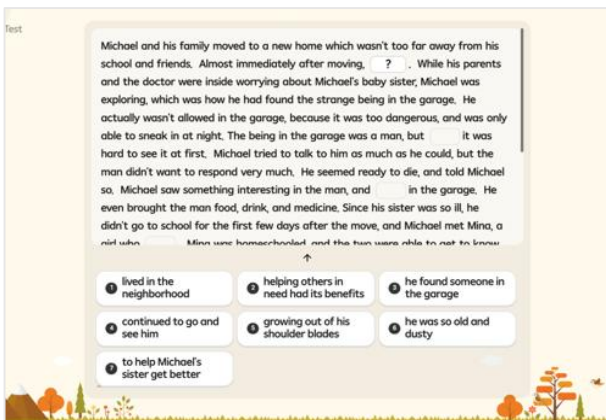 Test
Michael and his family moved to a new home which wasn't too far away from his
school and friends. Almost immediately after moving, ? . While his parents
and the doctor were inside worrying about Michael's baby sister, Michael was
exploring, which was how he had found the strange being in the garage. He
actually wasn't allowed in the garage, because it was too dangerous, and was only
able to sneak in at night. The being in the garage was a man, but it was
hard to see it at first. Michael tried to talk to him as much as he could, but the
man didn't want to respond very much. He seemed ready to die, and told Michael
so. Michael saw something interesting in the man, and in the garage. He
even brought the man food, drink, and medicine. Since his sister was so ill, he
didn't go to school for the first few days after the move, and Michael met Mina, a
girl who Mina was homeschooled, and the two were able to get to know
↑
1 lived in the
neighborhood
2 helping others in
need had its benefits
3 he found someone in
the garage
4 continued to go and
see him
5 growing out of his
shoulder blades
6 he was so old and
dusty
7 to help Michael's
sister get better